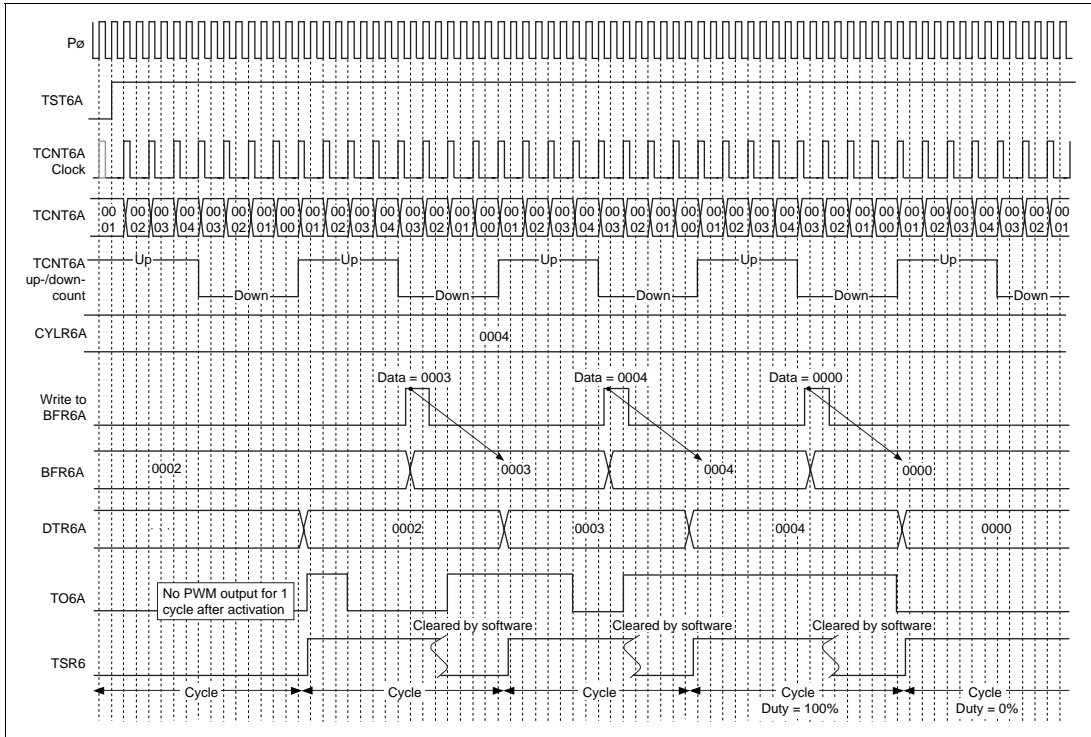 Pø
TST6A
TCNT6A
Clock
TCNT6A
00 00 00 00 00 00 00 00 00 00 00 00 00 00 00 00 00 00 00 00 00 00 00 00 00 00 00 00 00 00 00 00 00 00 00 00 00 00 00
01 02 03 04 03 02 01 00 01 02 03 04 03 02 01 00 01 02 03 04 03 02 01 00 01 02 03 04 03 02 01 00 01 02 03 04 03 02 01
TCNT6A
up-/down-
count
Up Down Up Down Up Down Up Down Up Down
CYLR6A
0004
Data = 0003 Data = 0004 Data = 0000
Write to
BFR6A
BFR6A
0002 0003 0004 0000
DTR6A
. . . 0002 0003 0004 0000
TO6A
No PWM output for 1
cycle after activation
Cleared by software Cleared by software Cleared by software
TSR6
Cycle Cycle Cycle Cycle Cycle
Duty = 100% Duty = 0%